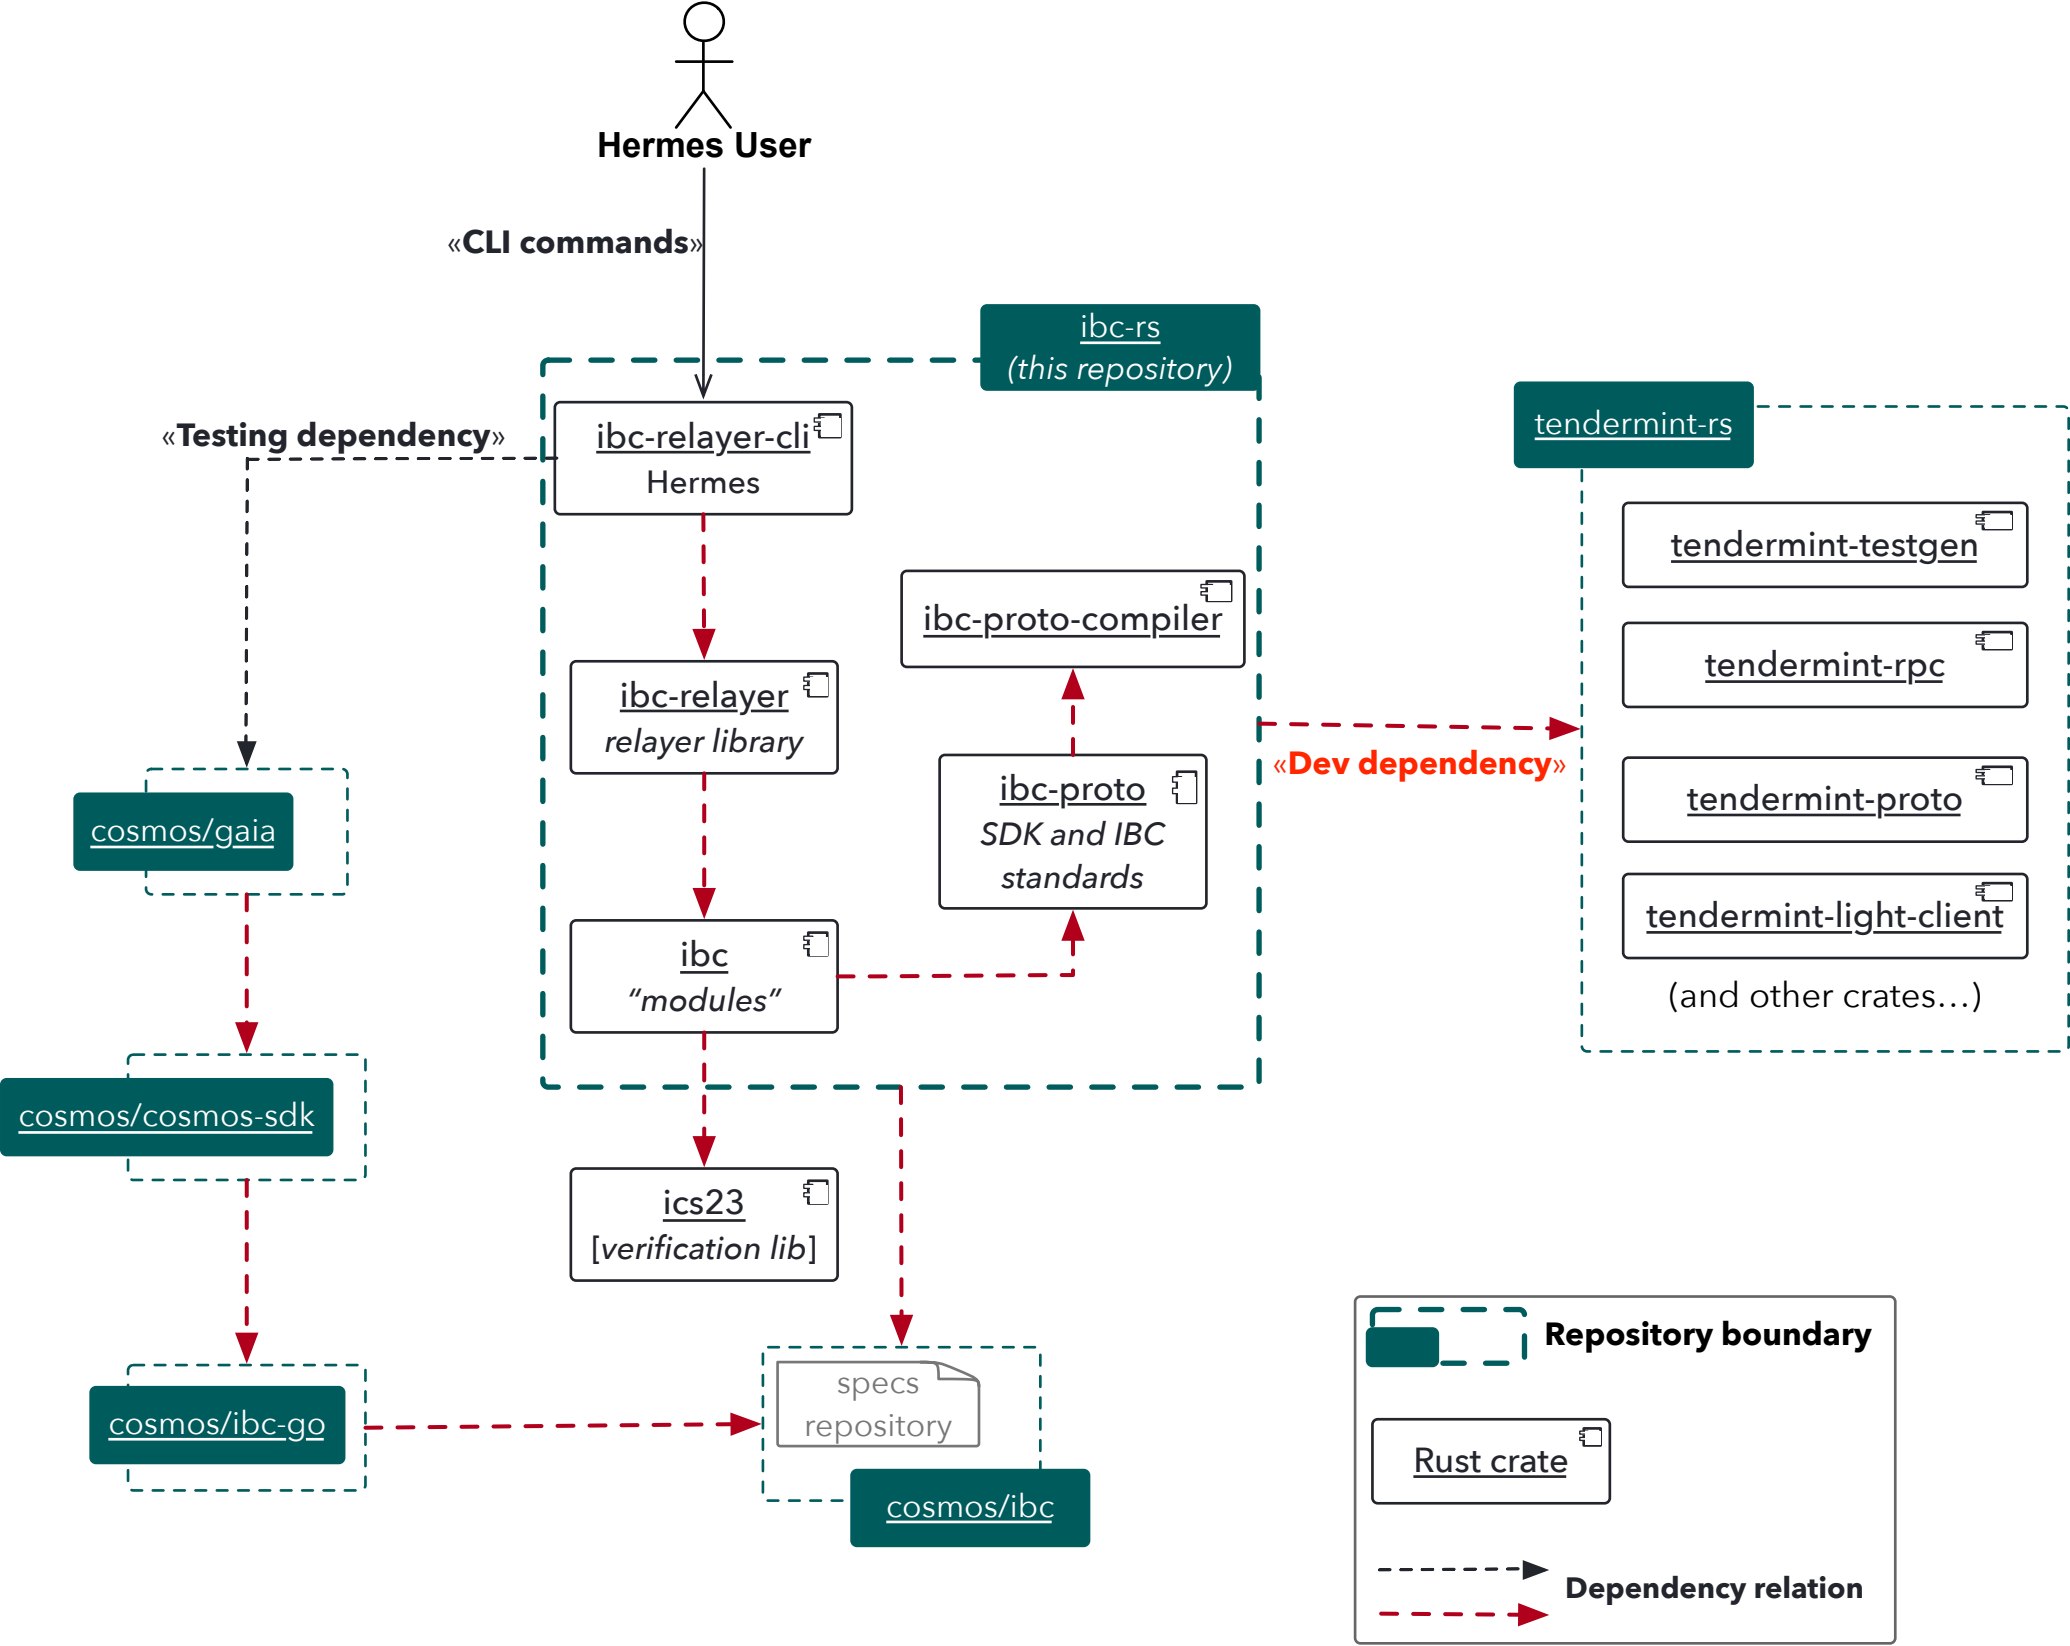 Hermes User
«CLI commands»
ibc-rs
(this repository)
«Testing dependency»
ibc-relayer-cli
Hermes
ibc-proto-compiler
ibc-relayer
relayer library
ibc-proto
SDK and IBC
standards
ibc
“modules”
«Dev dependency»
tendermint-rs
tendermint-testgen
tendermint-rpc
tendermint-proto
tendermint-light-client
(and other crates...)
cosmos/gaia
cosmos/cosmos-sdk
cosmos/ibc-go
ics23
[verification lib]
specs
repository
cosmos/ibc
Repository boundary
Rust crate
Dependency relation